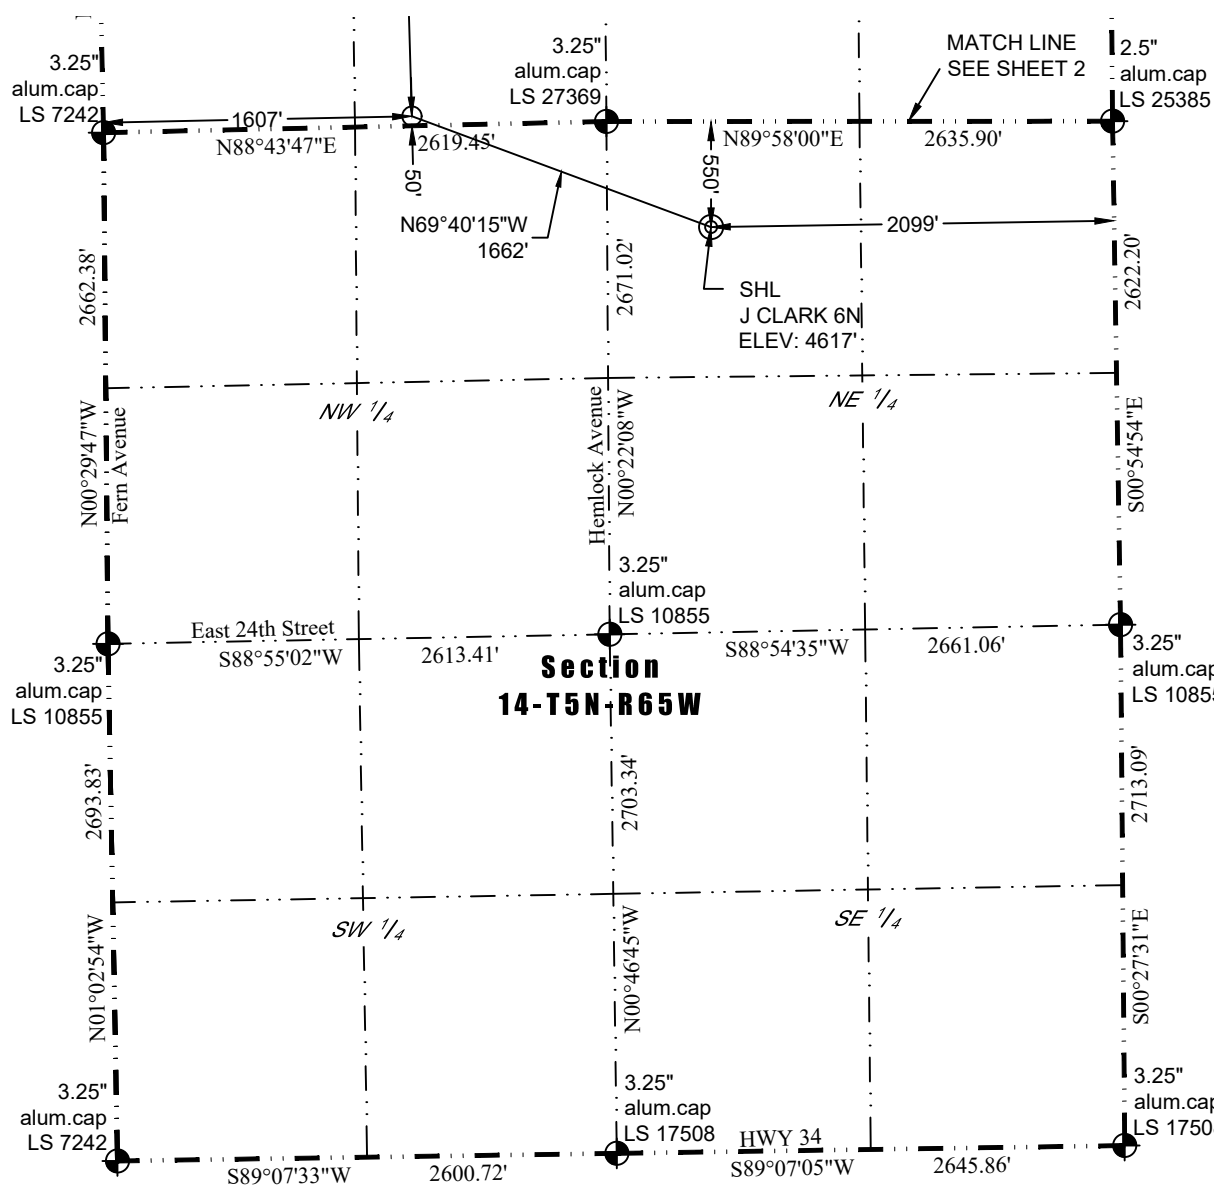 3.25"
alum.cap
LS 7242
3.25"
alum.cap
LS 27369
MATCH LINE
SEE SHEET 2
2.5"
alum.cap
LS 25385
1607'
N88°43'47"E
2619.45'
N89°58'00"E
2635.90'
50'
550'
N69°40'15"W
1662'
2099'
2662.38'
2671.02'
2622.20'
SHL
J CLARK 6N
ELEV: 4617'
NW 1/4
NE 1/4
N00°29'47"W
Fern Avenue
Hemlock Avenue
N00°22'08"W
S00°54'54"E
3.25"
alum.cap
LS 10855
East 24th Street
S88°55'02"W
2613.41'
S88°54'35"W
2661.06'
3.25"
alum.cap
LS 10855
3.25"
alum.cap
LS 10855
Section
14-T5N-R65W
2693.83'
2703.34'
2713.09'
SW 1/4
SE 1/4
N01°02'54"W
N00°46'45"W
S00°27'31"E
3.25"
alum.cap
LS 7242
3.25"
alum.cap
LS 17508
3.25"
alum.cap
LS 1750
HWY 34
S89°07'33"W
2600.72'
S89°07'05"W
2645.86'